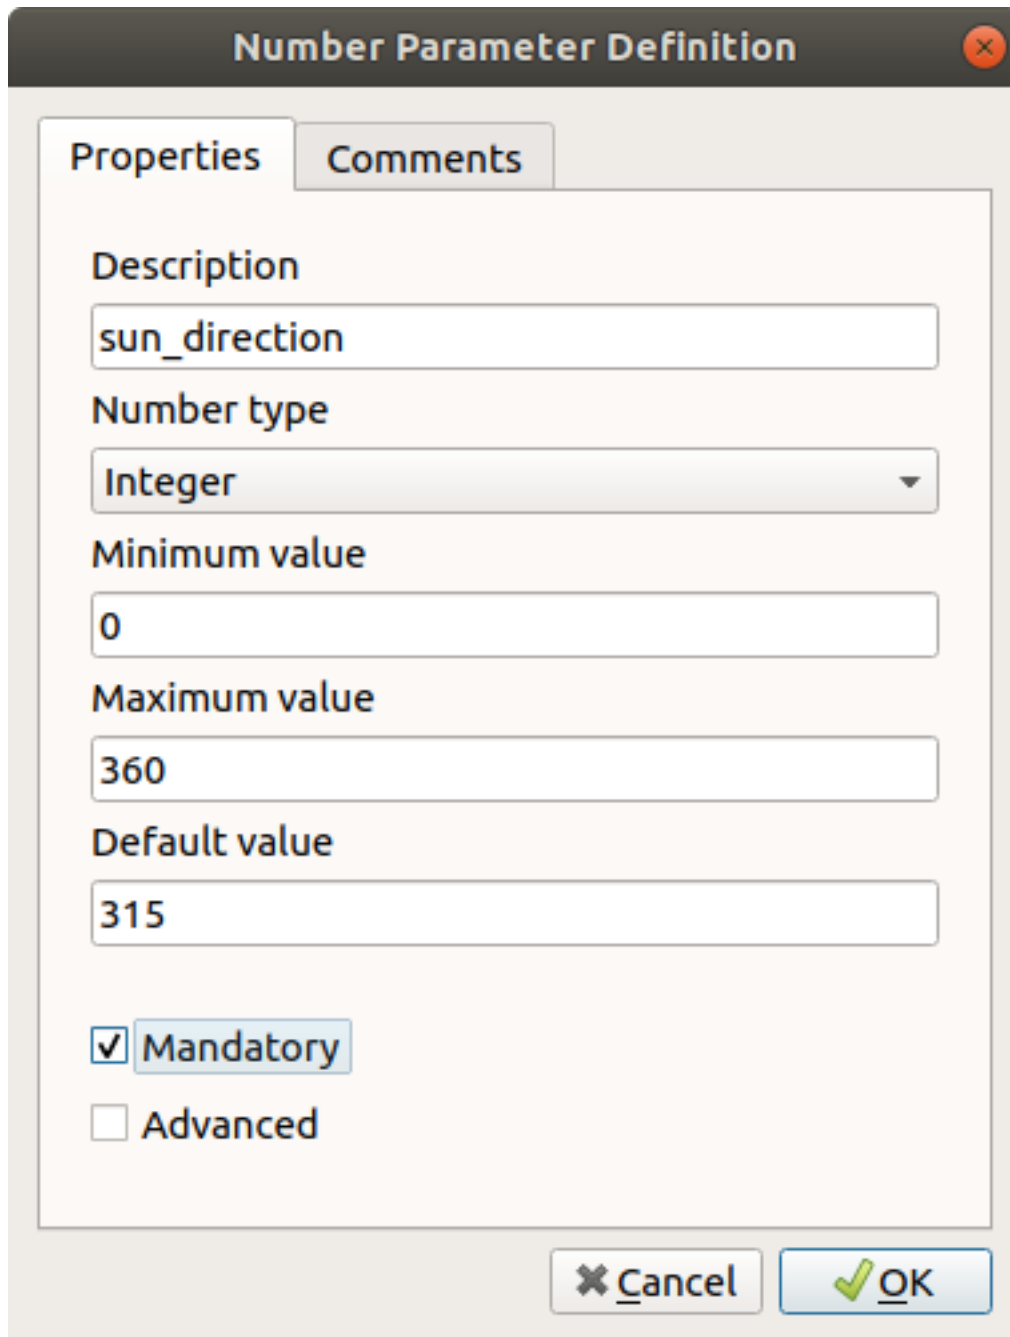 Number Parameter Definition
Properties Comments
Description
sun_direction
Number type
Integer
Minimum value
0
Maximum value
360
Default value
315
Mandatory
Advanced
Cancel OK